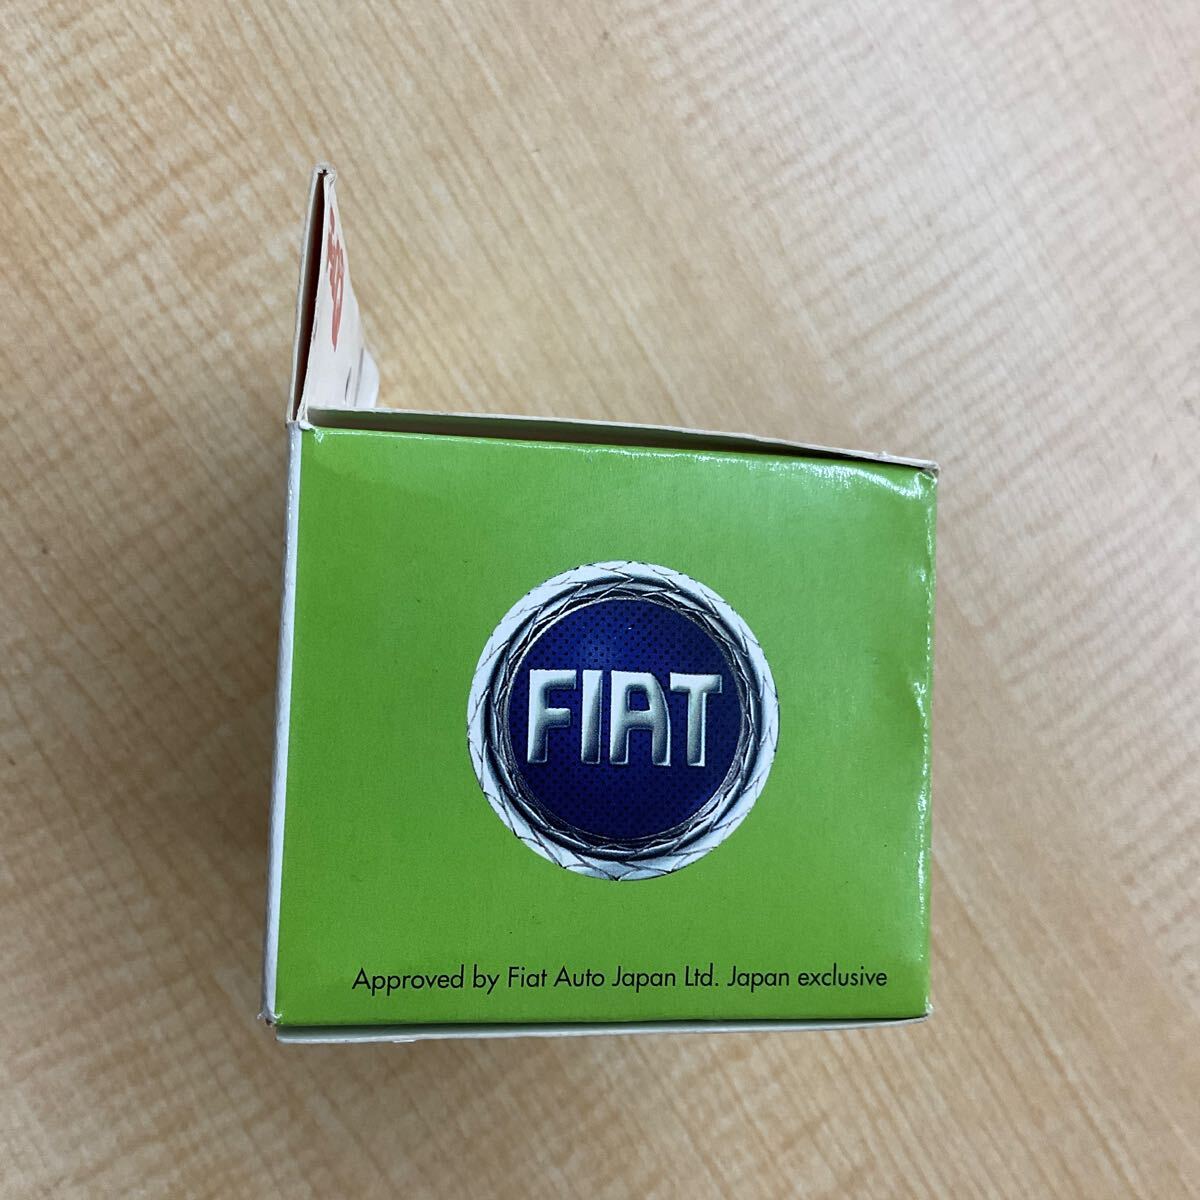 FIAT
Approved by Fiat Auto Japan Ltd. Japan exclusive